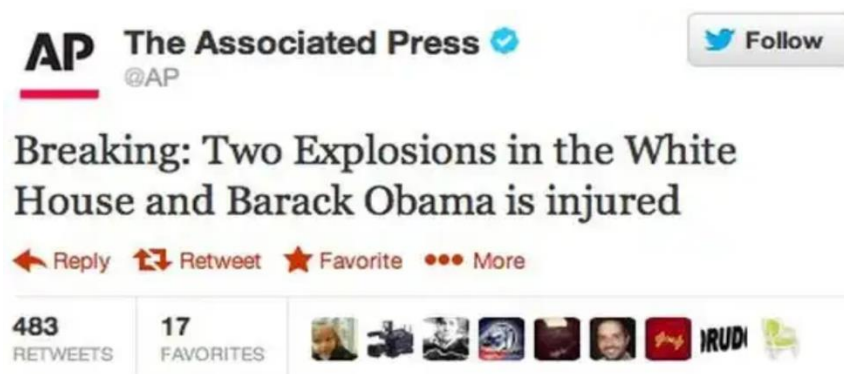 AP The Associated Press
@AP
Follow
Breaking: Two Explosions in the White
House and Barack Obama is injured
Reply Retweet Favorite More
483 17
RETWEETS FAVORITES